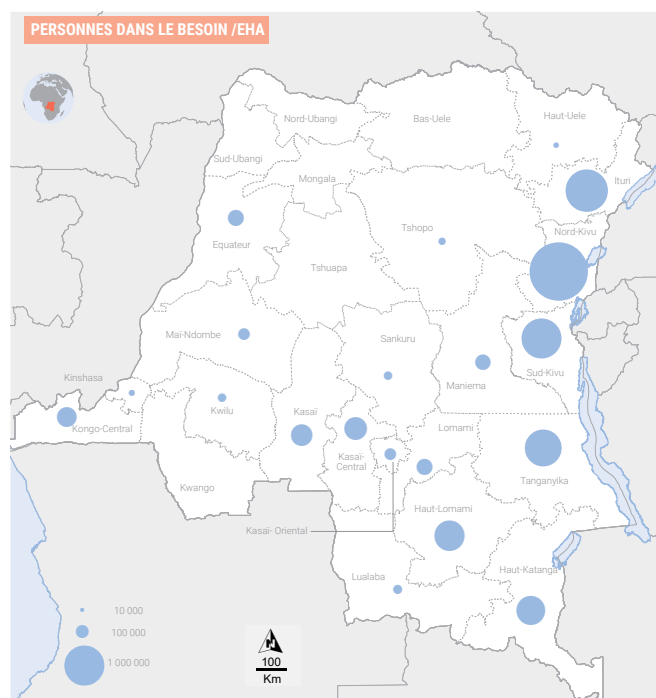 PERSONNES DANS LE BESOIN /EHA
Nord-Ubangi
Bas-Uele
Haut-Uele
Sud-Ubangi
Mongala
Ituri
Nord-Kivu
Tshopo
Equateur
Tshuapa
Maï-Ndombe
Sankuru
Sud-Kivu
Maniema
Kinshasa
Kwilu
Kasaï
Kongo-Central
Lomami
Kasaï-
Central
Tanganyika
Kwango
Haut-Lomami
Kasaï- Oriental
Haut-Katanga
Lualaba
10 000
100 000
1 000 000
100
Km